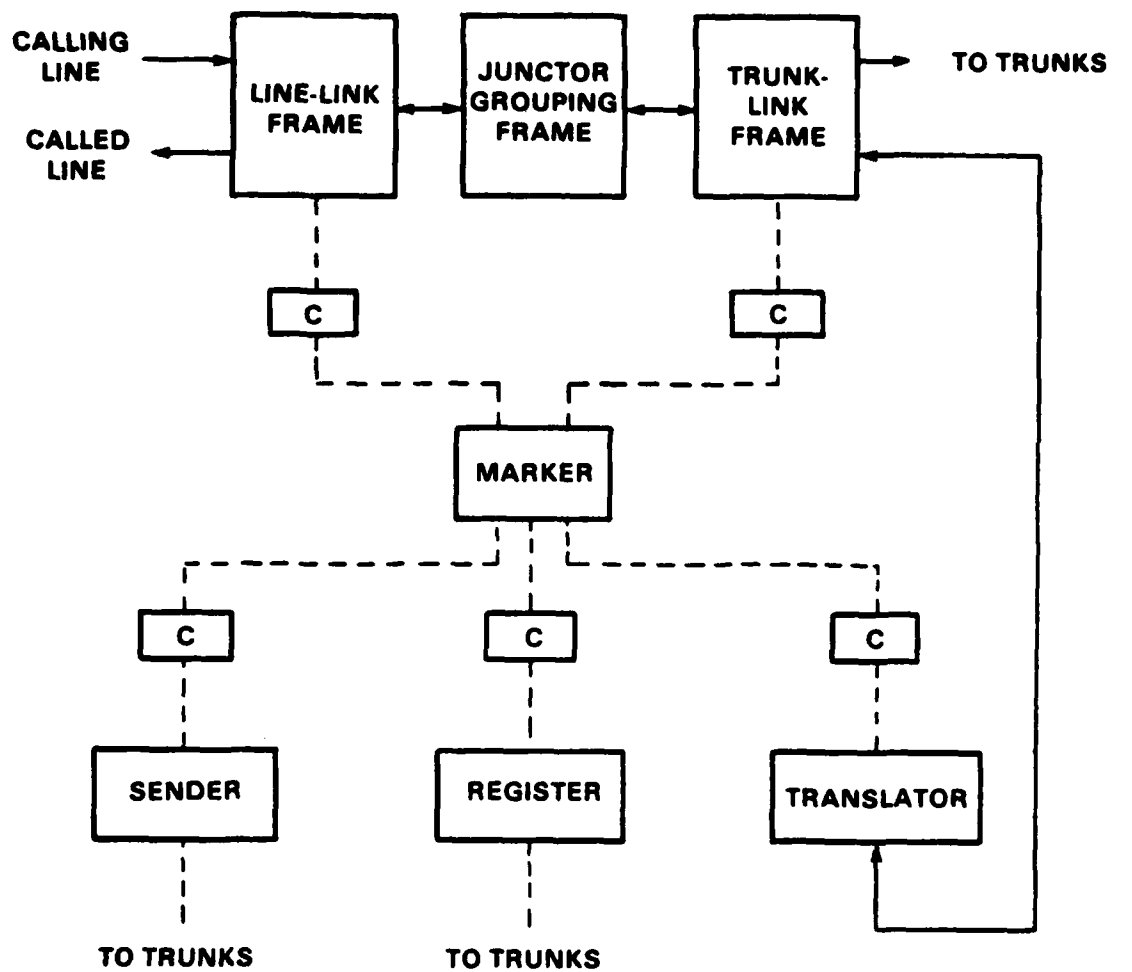 CALLING
LINE
CALLED
LINE
LINE-LINK
FRAME
JUNCTOR
GROUPING
FRAME
TRUNK-
LINK
FRAME
TO TRUNKS
C
C
MARKER
C
C
C
SENDER
REGISTER
TRANSLATOR
TO TRUNKS
TO TRUNKS